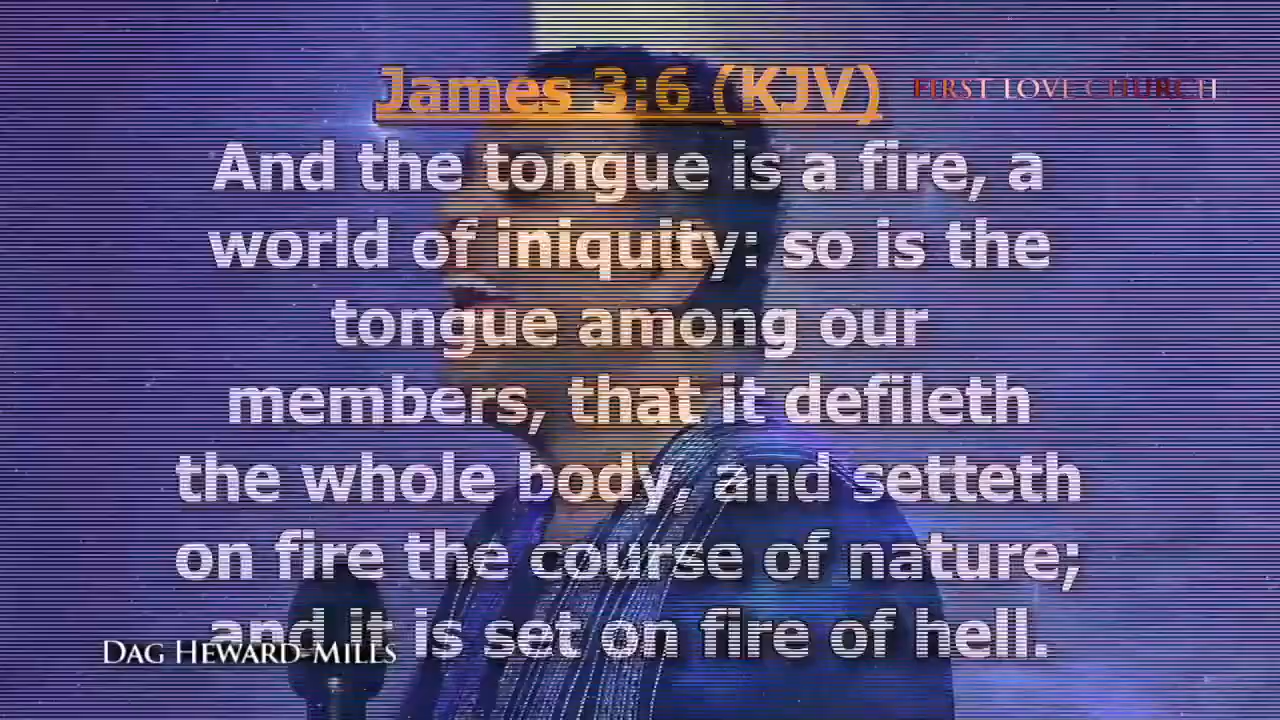 James 3:6 (KJV)
FIRST LOVE CHURCH
And the tongue is a fire, a
world of iniquity: so is the
tongue among our
members, that it defileth
the whole body, and setteth
on fire the course of nature;
and it is set on fire of hell.
DAG HEWARD-MILLS